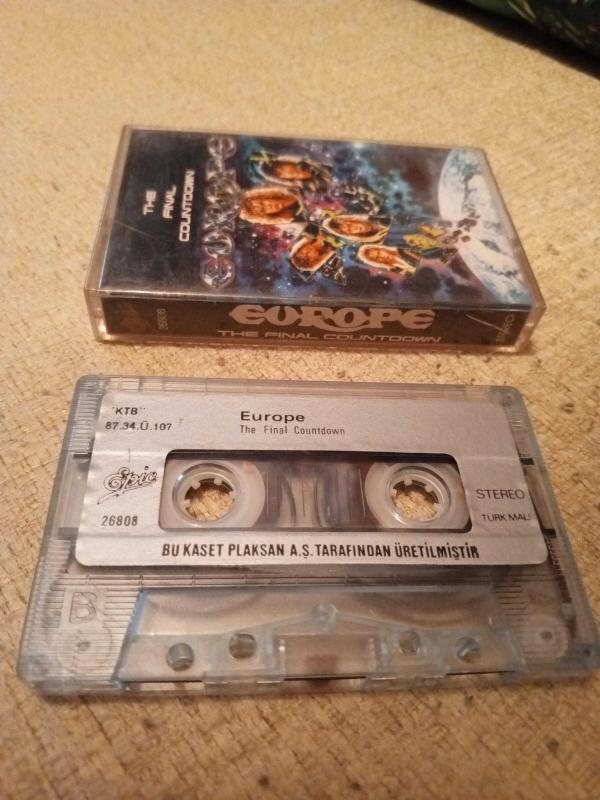 THE
FINAL
COUNTDOWN
EUROPE
26808
EUROPE
STEREO
THE FINAL COUNTDOWN
"KTB"
87.34.Ü.107
Europe
The Final Countdown
Epic
26808
STEREO
TÜRK MALI
BU KASET PLAKSAN A.Ş. TARAFINDAN ÜRETİLMİŞTİR
B